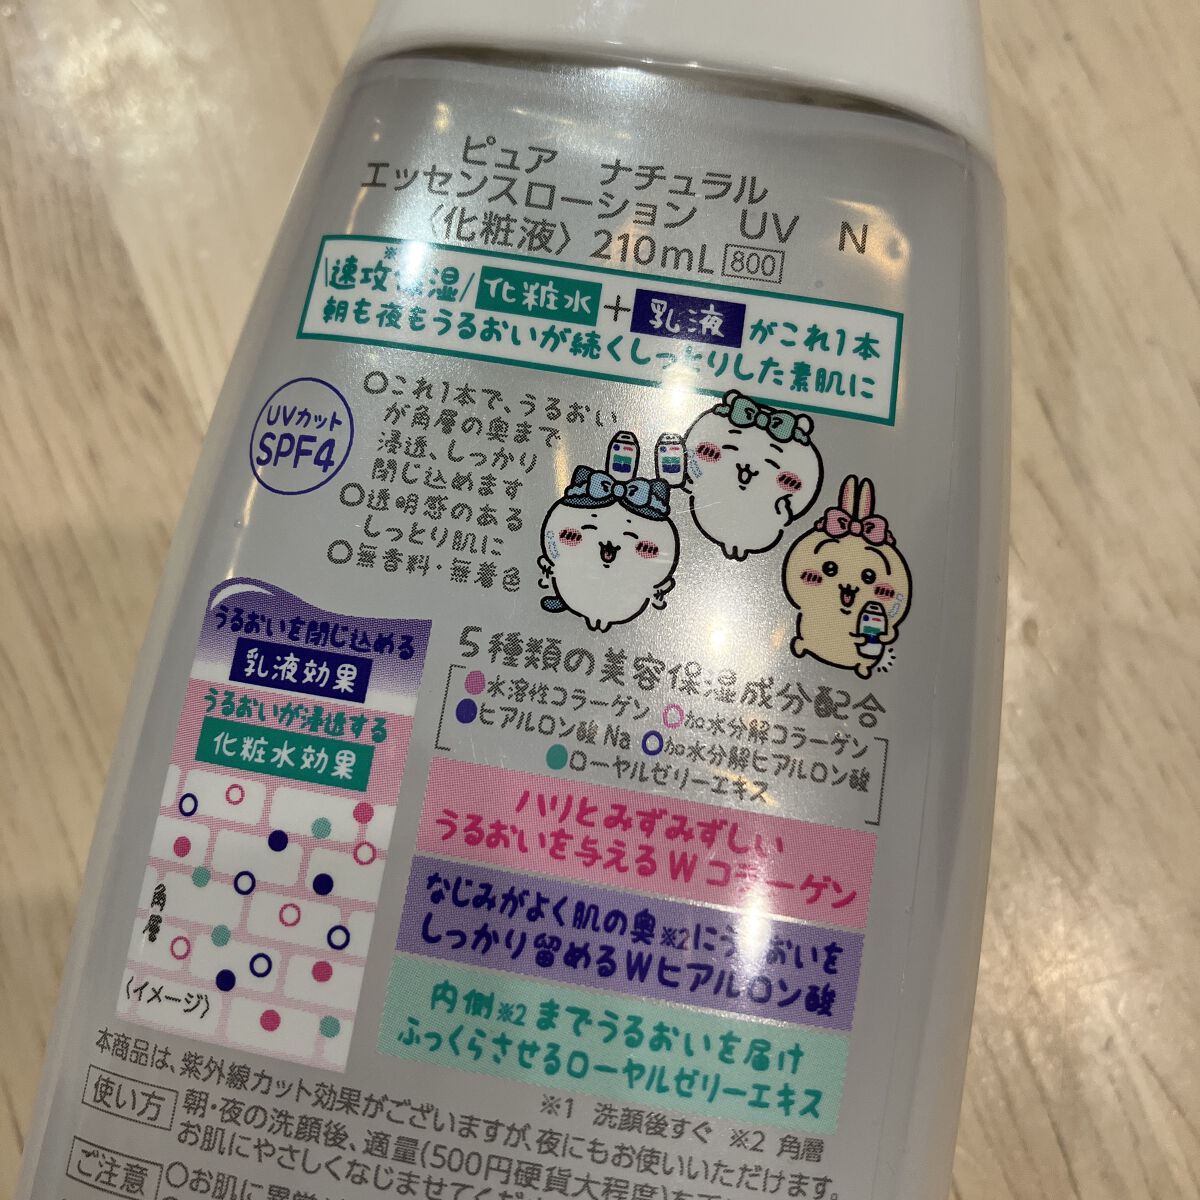 ピュア ナチュラル
エッセンスローション UV N
〈化粧液〉210mL 800
速攻 湿 化粧水+乳液がこれ1本
朝も夜もうるおいが続くしっとりした素肌に
UVカット
SPF4
○これ1本で、うるおい
が角層の奥まで
浸透、しっかり
閉じ込めます
○透明感のある
しっとり肌に
○無香料・無着色
うるおいを閉じ込める
乳液効果
うるおいが浸透する
化粧水効果
角層
〈イメージ〉
5種類の美容保湿成分配合
水溶性コラーゲン 加水分解コラーゲン
ヒアルロン酸Na 加水分解ヒアルロン酸
ローヤルゼリーエキス
ハリとみずみずしい
うるおいを与えるWコラーゲン
なじみがよく肌の奥※2にうるおいを
しっかり留めるWヒアルロン酸
内側※2までうるおいを届け
ふっくらさせるローヤルゼリーエキス
※1 洗顔後すぐ ※2 角層
本商品は、紫外線カット効果がございますが、夜にもお使いいただけます。
使い方 朝・夜の洗顔後、適量(500円硬貨大程度)を
お肌にやさしくなじませてく
ご注意 ○お肌に異常